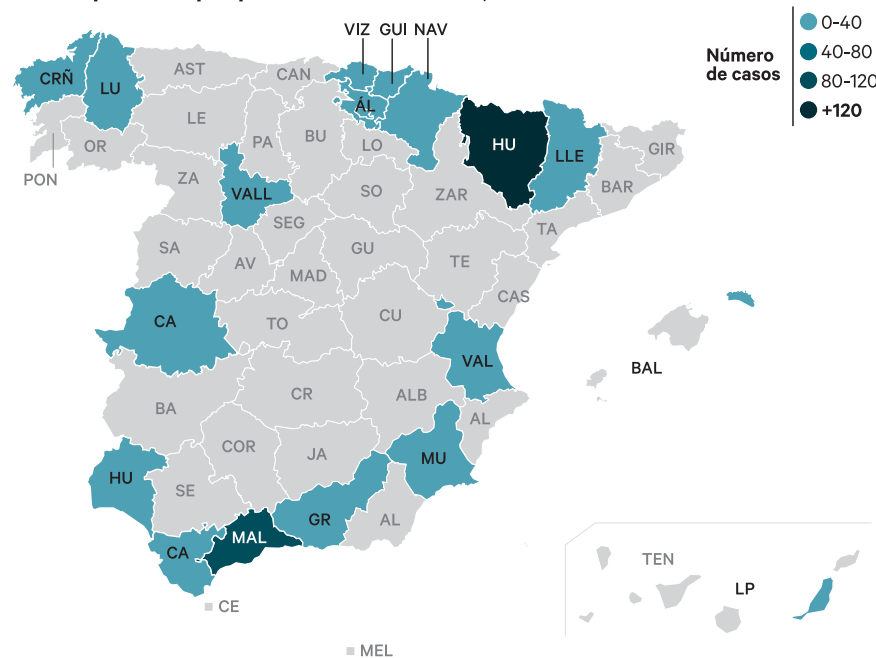 VIZ GUI NAV
0-40
40-80
80-120
+120
Número
de casos
CRÑ
LU
AST
CAN
ÁL
LE
PA
BU
LO
HU
LLE
GIR
OR
PON
ZA
VALL
SO
ZAR
BAR
SEG
TA
SA
AV
GU
TE
MAD
CAS
CA
TO
CU
VAL
BAL
BA
CR
ALB
AL
COR
JA
MU
HU
SE
GR
AL
MAL
CA
TEN
LP
CE
MEL